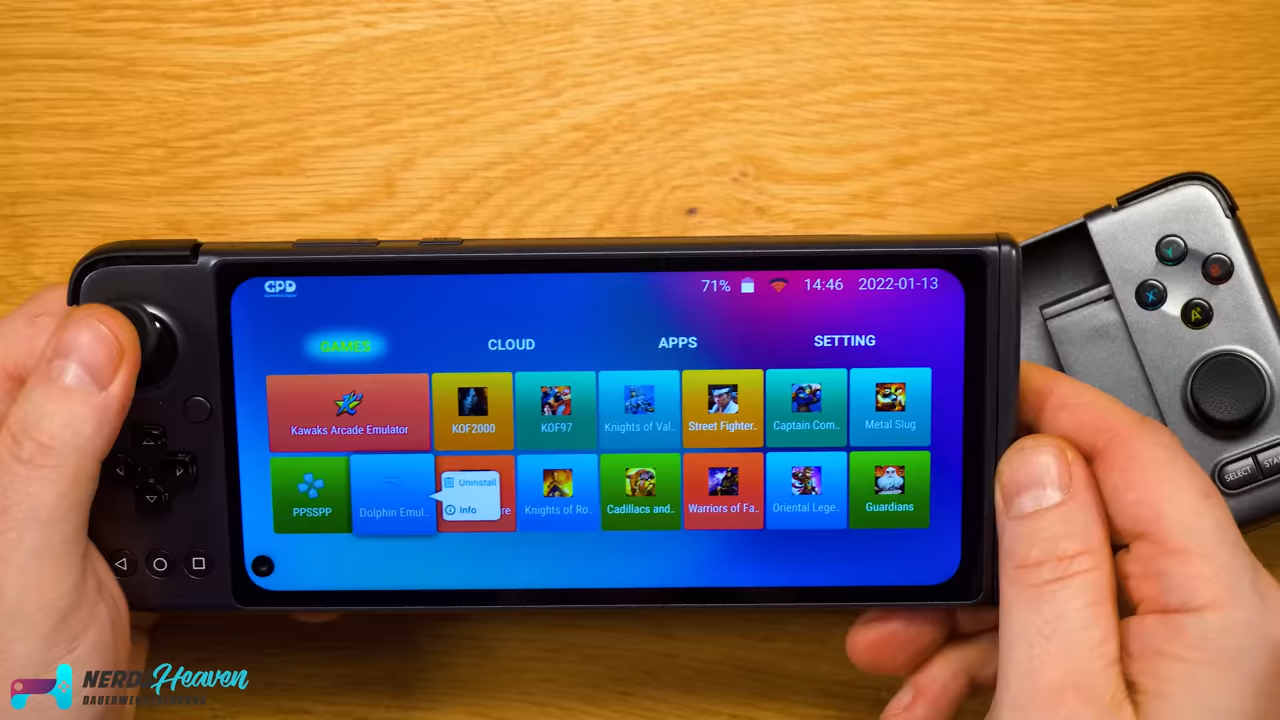 GPD
71% 14:46 2022-01-13
GAMES CLOUD APPS SETTING
Kawaks Arcade Emulator
KOF2000
KOF97
Knights of Val..
Street Fighter..
Captain Com..
Metal Slug
PPSSPP
Dolphin Emul..
Uninstall
Info
re
Knights of Ro..
Cadillacs and..
Warriors of Fa..
Oriental Lege..
Guardians
Y
X
A
SELECT
STA
Heaven